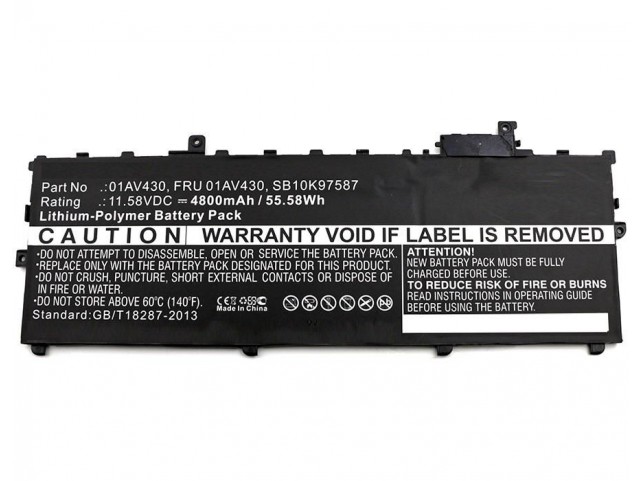 Part No :.01AV430, FRU 01AV430, SB10K97587
Rating :11.58VDC ⎓ 4800mAh / 55.58Wh
Lithium-Polymer Battery Pack
CAUTION WARRANTY VOID IF LABEL IS REMOVED
•DO NOT ATTEMPT TO DISASSEMBLE, OPEN OR SERVICE THE BATTERY.
•REPLACE ONLY WITH THE BATTERY PACK DESIGNATED FOR THIS PRODUCT.
•DO NOT PUNCTURE, SHORT EXTERNAL CONTACTS OR DISPOSE OF
IN FIRE OR WATER.
•DO NOT STORE ABOVE 60℃ (140℉).
Standard:GB/T18287-2013
CE
Made In China
ATTENTION!
NEW BATTERY PACK MUST BE FULLY
CHARGED BEFORE USE.
TO REDUCE RISK OF FIRE OR BURNS
READ INSTRUCTIONS IN OPERATING GUIDE
BEFORE USING THE BATTERY.